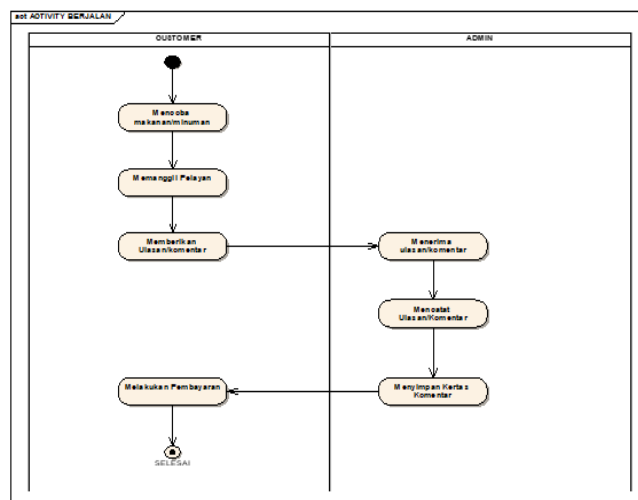 act ACTIVITY BERJALAN
CUSTOMER
ADMIN
Mencoba
makanan/minuman
Memanggil Pelayan
Memberikan
Ulasan/komentar
Menerima
ulasan/komentar
Mencatat
Ulasan/Komentar
Melakukan Pembayaran
Menyimpan Kertas
Komentar
SELESAI